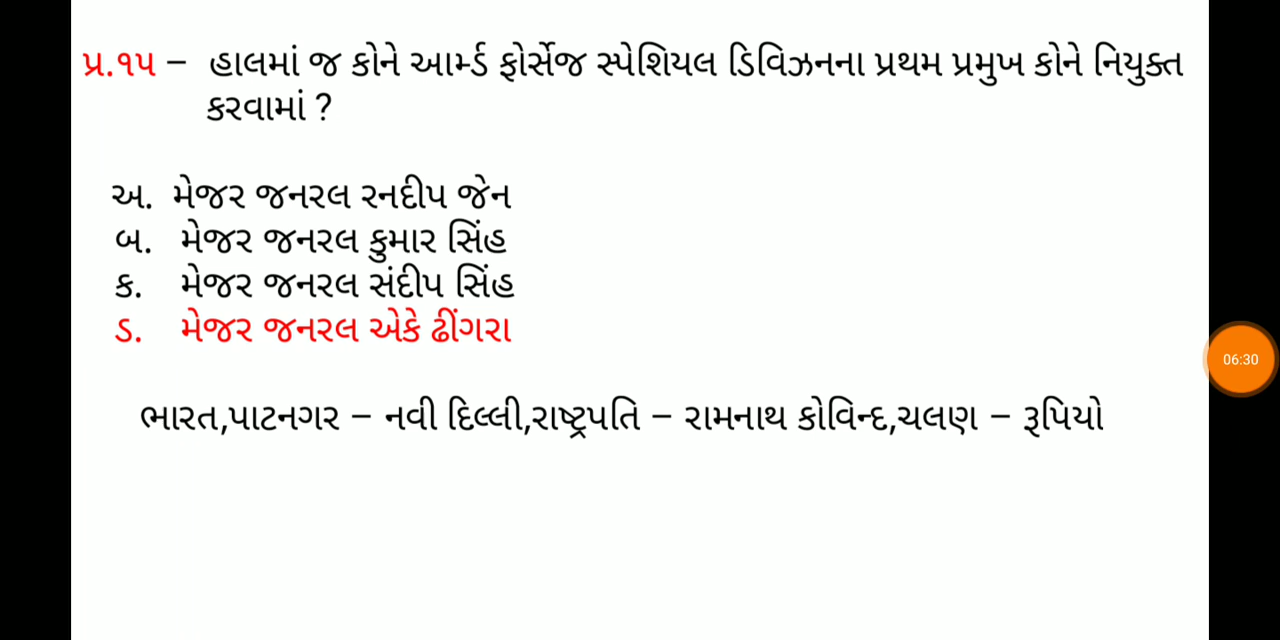 પ્ર.૧૫ – હાલમાં જ કોને આર્મ્ડ ફોર્સેજ સ્પેશિયલ ડિવિઝનના પ્રથમ પ્રમુખ કોને નિયુક્ત
કરવામાં ?
અ. મેજર જનરલ રનદીપ જેન
બ. મેજર જનરલ કુમાર સિંહ
ક. મેજર જનરલ સંદીપ સિંહ
ડ. મેજર જનરલ એકે ઢીંગરા
06:30
ભારત,પાટનગર – નવી દિલ્લી,રાષ્ટ્રપતિ – રામનાથ કોવિન્દ,ચલણ – રૂપિયો